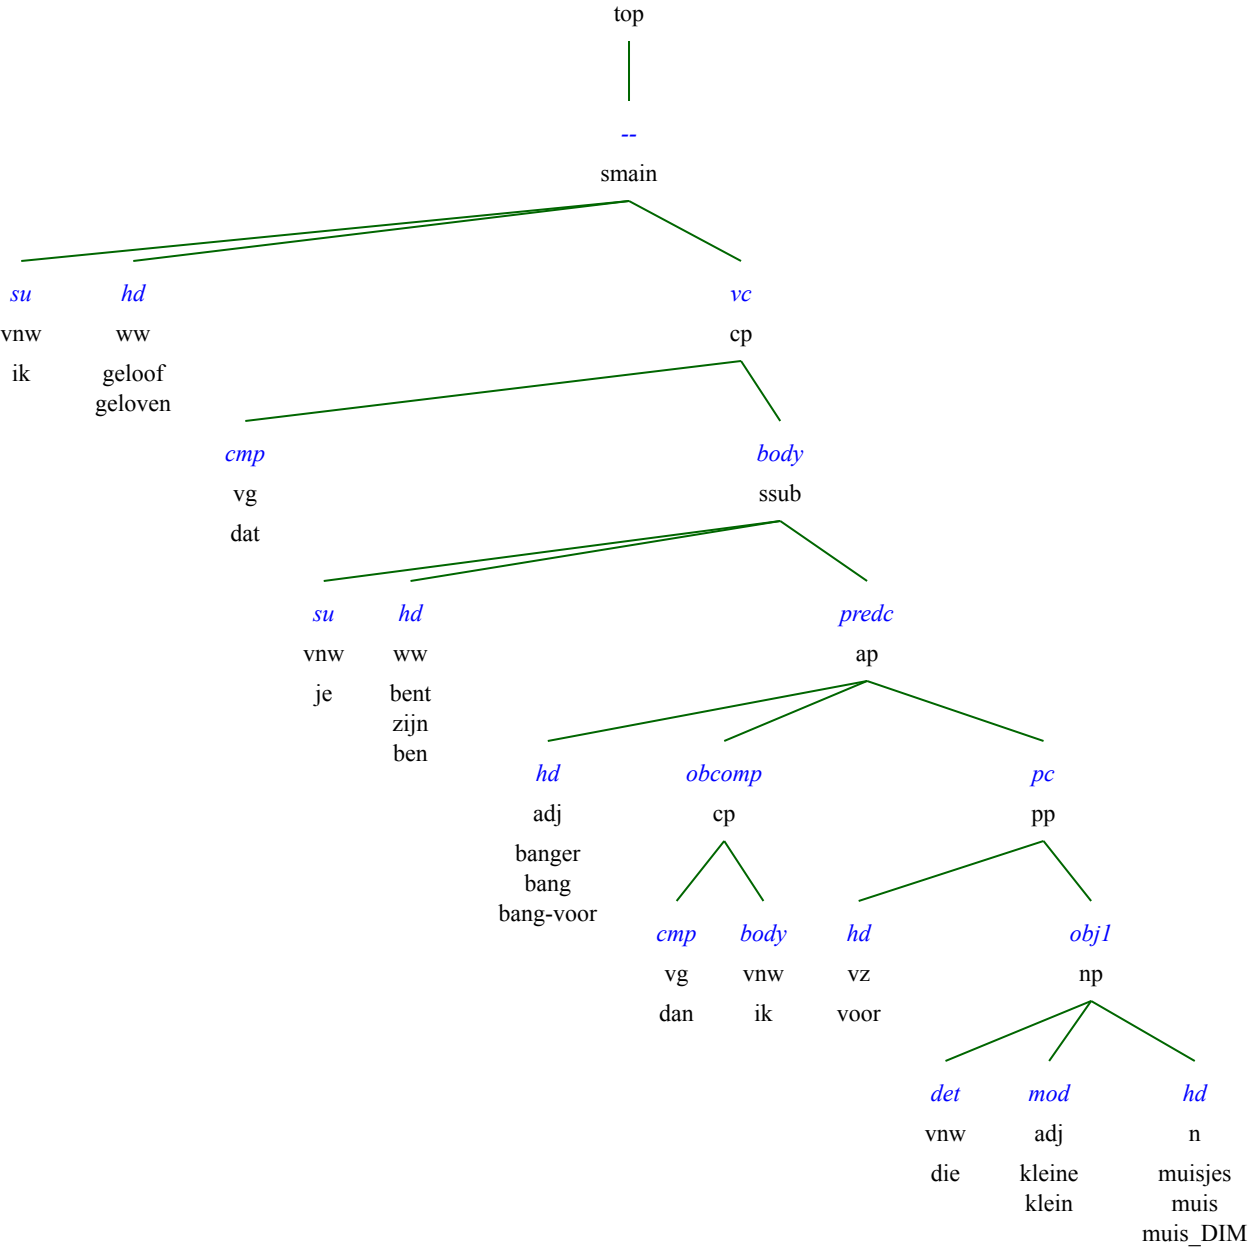 top
--
smain
su hd vc
vnw ww cp
ik geloof
geloven
cmp body
vg ssub
dat
su hd predc
vnw ww ap
je bent
zijn
ben
hd obcomp pc
adj cp pp
banger
bang
bang-voor
cmp body hd obj1
vg vnw vz np
dan ik voor
det mod hd
vnw adj n
die kleine muisjes
klein muis
muis_DIM